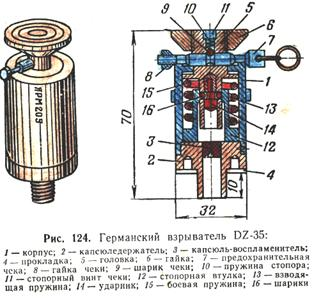 9 10 11 5
6
7
8
15
16
1
13
14
12
3
2
4
70
10
32
ЯРМ1203
Рис. 124. Германский взрыватель DZ-35:
1 — корпус; 2 — капсюледержатель; 3 — капсюль-воспламенитель;
4 — прокладка; 5 — головка; 6 — гайка; 7 — предохранительная
чека; 8 — гайка чеки; 9 — шарик чеки; 10 — пружина стопора;
11 — стопорный винт чеки; 12 — стопорная втулка; 13 — взводя-
щая пружина; 14 — ударник; 15 — боевая пружина; 16 — шарики